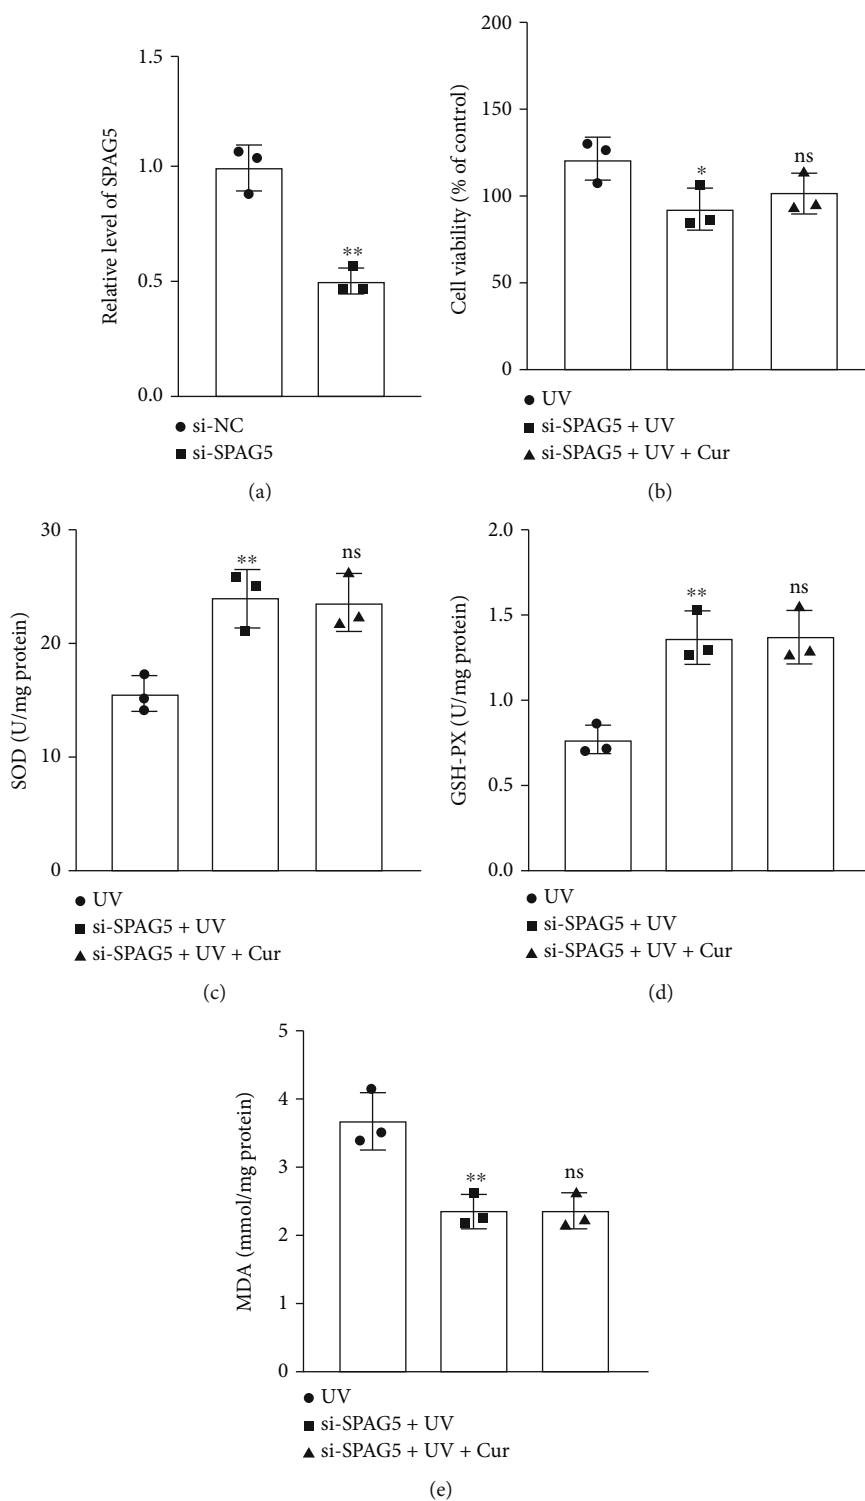 Relative level of SPAG5
1.5
1.0
0.5
0.0
**
si-NC
si-SPAG5
(a)
Cell viability (% of control)
200
150
100
50
0
*
ns
UV
si-SPAG5 + UV
si-SPAG5 + UV + Cur
(b)
SOD (U/mg protein)
30
20
10
0
**
ns
UV
si-SPAG5 + UV
si-SPAG5 + UV + Cur
(c)
GSH-PX (U/mg protein)
2.0
1.5
1.0
0.5
0.0
**
ns
UV
si-SPAG5 + UV
si-SPAG5 + UV + Cur
(d)
MDA (mmol/mg protein)
5
4
3
2
1
0
**
ns
UV
si-SPAG5 + UV
si-SPAG5 + UV + Cur
(e)